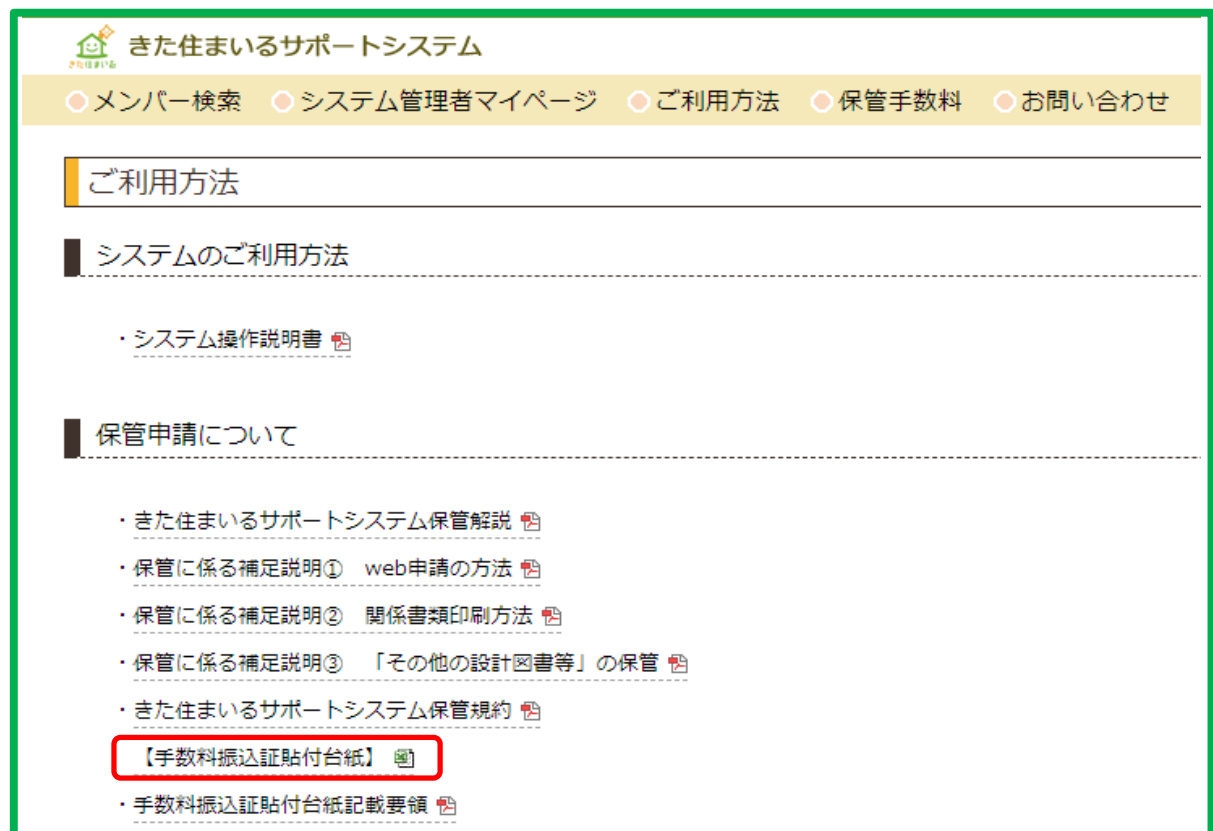 きた住まいる
きた住まいるサポートシステム
メンバー検索 システム管理者マイページ ご利用方法 保管手数料 お問い合わせ
ご利用方法
システムのご利用方法
・システム操作説明書
保管申請について
・きた住まいるサポートシステム保管解説
・保管に係る補足説明①　web申請の方法
・保管に係る補足説明②　関係書類印刷方法
・保管に係る補足説明③　「その他の設計図書等」の保管
・きた住まいるサポートシステム保管規約
【手数料振込証貼付台紙】
・手数料振込証貼付台紙記載要領